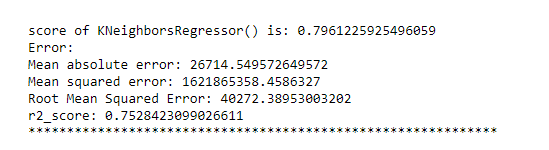 score of KNeighborsRegressor() is: 0.7961225925496059
Error:
Mean absolute error: 26714.549572649572
Mean squared error: 1621865358.4586327
Root Mean Squared Error: 40272.38953003202
r2_score: 0.7528423099026611
*************************************************************